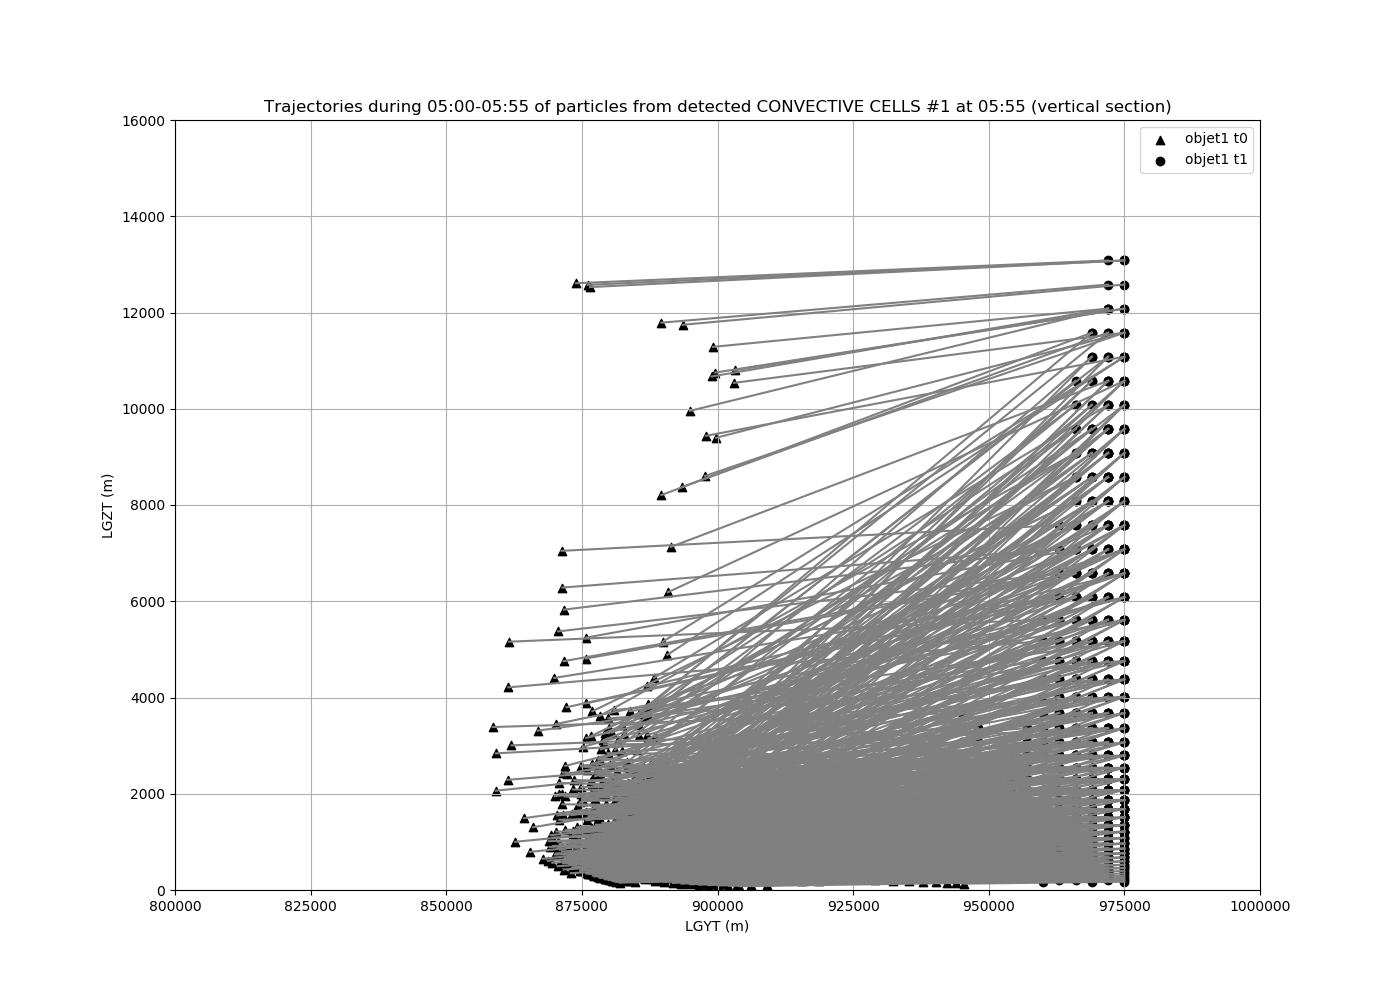 Trajectories during 05:00-05:55 of particles from detected CONVECTIVE CELLS #1 at 05:55 (vertical section)
objet1 t0
objet1 t1
16000
14000
12000
10000
8000
6000
4000
2000
0
LGZT (m)
800000 825000 850000 875000 900000 925000 950000 975000 1000000
LGYT (m)